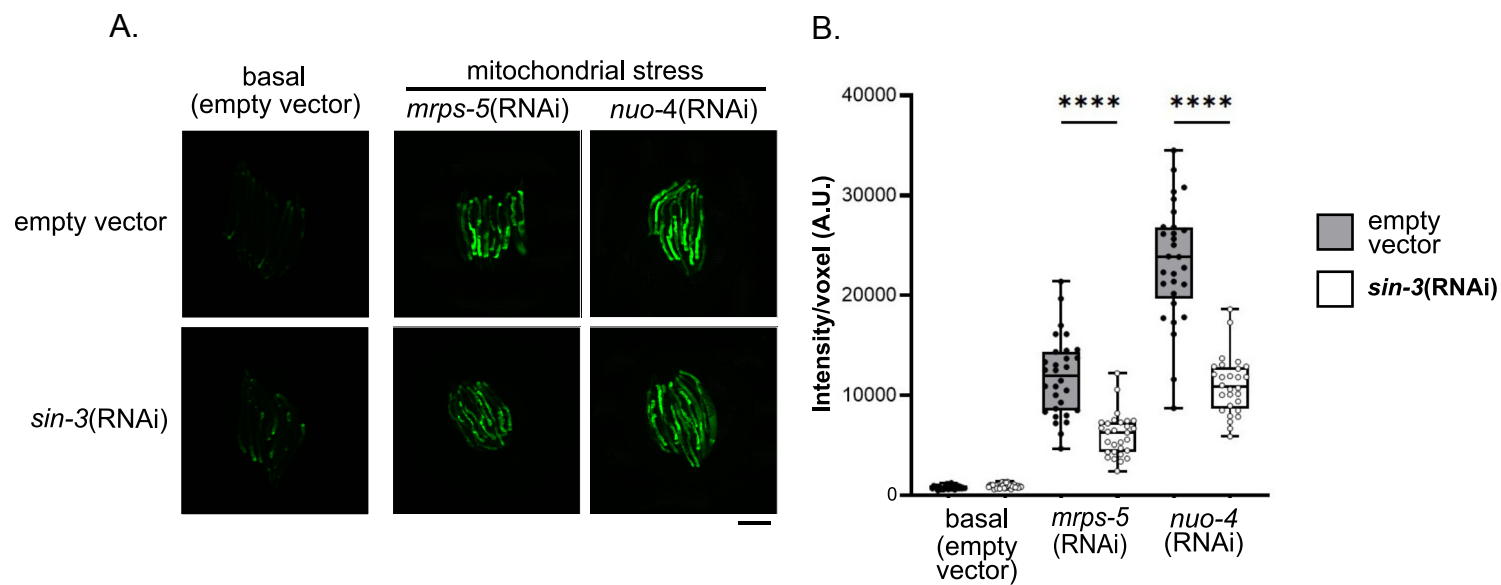 A.
basal
(empty vector)
mitochondrial stress
mrps-5(RNAi)
nuo-4(RNAi)
empty vector
sin-3(RNAi)
B.
Intensity/voxel (A.U.)
40000
30000
20000
10000
0
**** ****
basal
(empty
vector)
mrps-5
(RNAi)
nuo-4
(RNAi)
empty
vector
sin-3(RNAi)